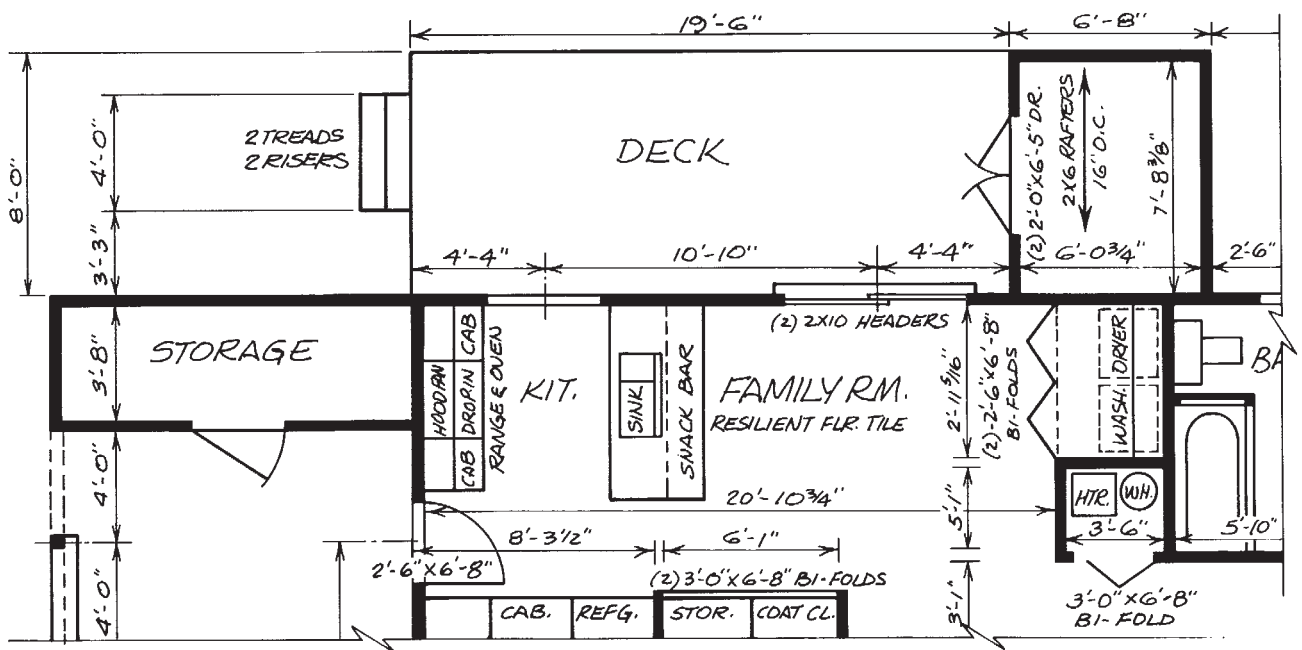 19'-6"
6'-8"
8'-0"
4'-0"
3'-3"
2 TREADS
2 RISERS
DECK
(2) 2'-0"X6'-5" DR.
2X6 RAFTERS
16" O.C.
7'-8 3/8"
4'-4"
10'-10"
4'-4"
6'-0 3/4"
2'-6"
STORAGE
3'-8"
HOOD FAN
CAB DROP.IN CAB
RANGE & OVEN
KIT.
SINK
SNACK BAR
(2) 2X10 HEADERS
FAMILY RM.
RESILIENT FLR. TILE
2'-11 5/16"
(2)-2'-6"X6'-8"
BI-FOLDS
WASH. DRYER
BA
4'-0"
4'-0"
20'-10 3/4"
5'-1"
HTR.
W.H.
3'-6"
5'-10
8'-3 1/2"
6'-1"
2'-6"X6'-8"
(2) 3'-0"X6'-8" BI-FOLDS
3'-1"
3'-0"X6'-8"
BI-FOLD
CAB.
REFG.
STOR.
COAT CL.